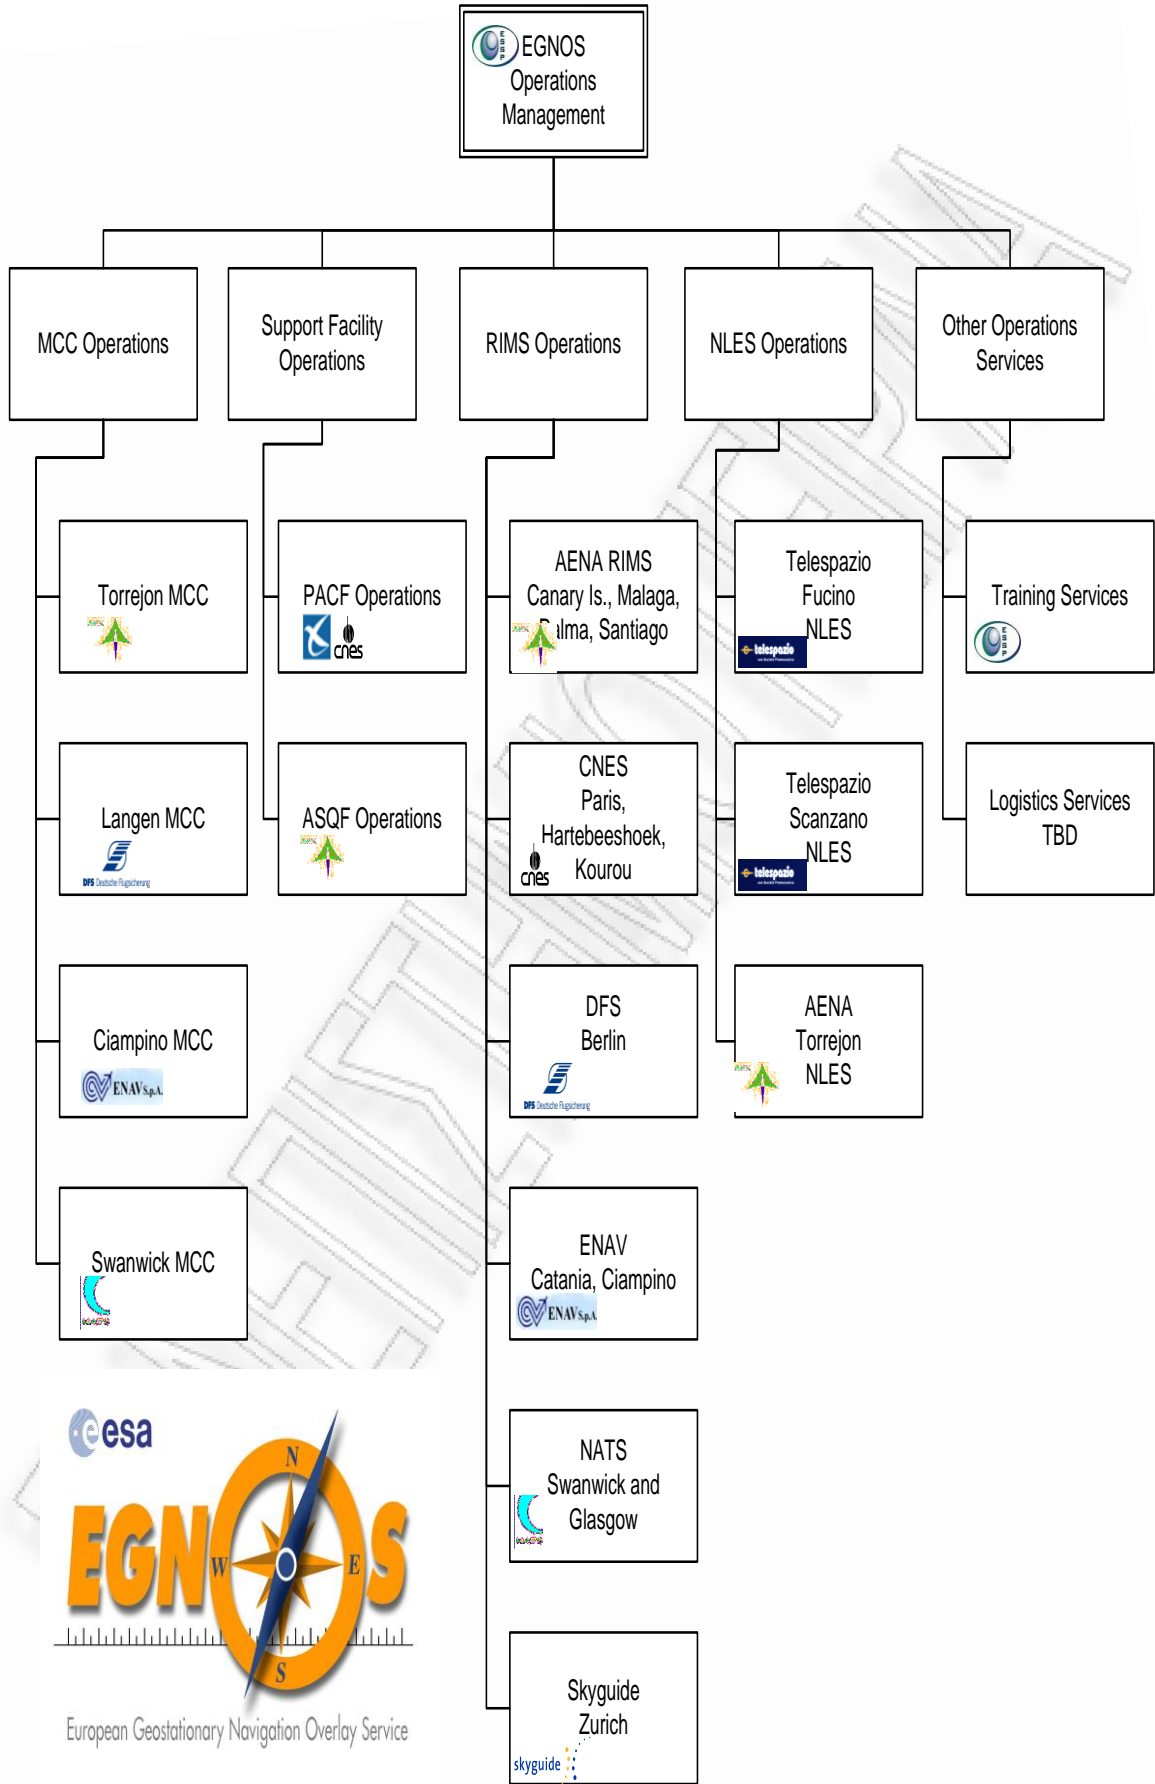 ESSP
EGNOS
Operations
Management
MCC Operations
Support Facility
Operations
RIMS Operations
NLES Operations
Other Operations
Services
Torrejon MCC
PACF Operations
cnes
AENA RIMS
Canary Is., Malaga,
Palma, Santiago
Telespazio
Fucino
NLES
telespazio
Training Services
ESSP
Langen MCC
DFS Deutsche Flugsicherung
ASQF Operations
CNES
Paris,
Hartebeeshoek,
Kourou
cnes
Telespazio
Scanzano
NLES
telespazio
Logistics Services
TBD
Ciampino MCC
ENAV S.p.A.
DFS
Berlin
DFS Deutsche Flugsicherung
AENA
Torrejon
NLES
Swanwick MCC
ENAV
Catania, Ciampino
ENAV S.p.A.
NATS
Swanwick and
Glasgow
Skyguide
Zurich
skyguide
esa
N
EGNOS
W
E
S
European Geostationary Navigation Overlay Service